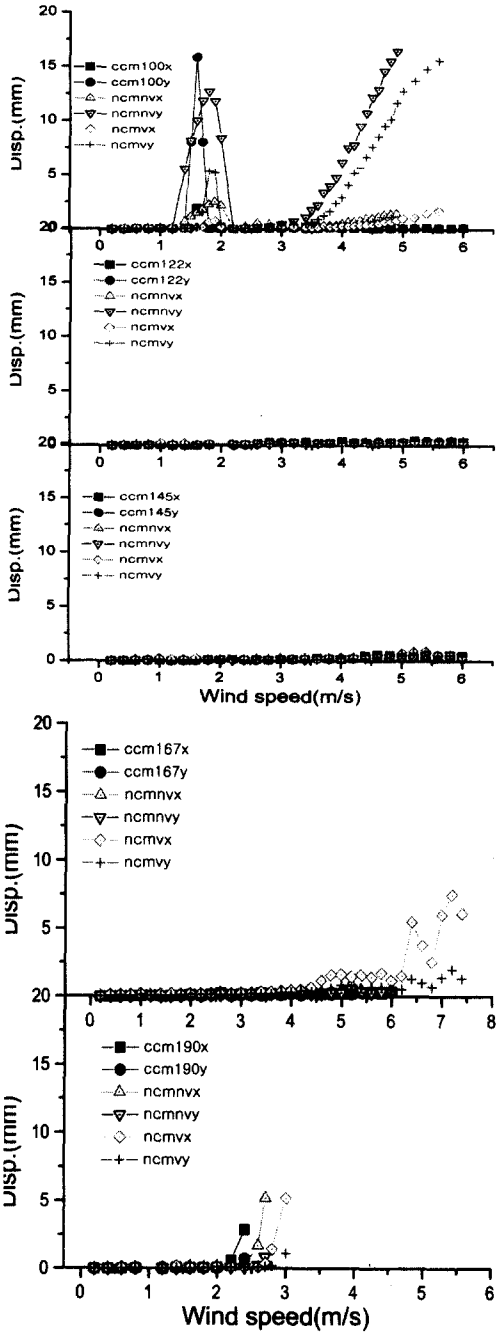 20
ccm100x
ccm100y
ncmnvx
ncmnvy
ncmvx
ncmvy
15
10
5
Disp.(mm)
20
0 1 2 3 4 5 6
ccm122x
ccm122y
ncmnvx
ncmnvy
ncmvx
ncmvy
15
10
5
Disp.(mm)
20
0 1 2 3 4 5 6
ccm145x
ccm145y
ncmnvx
ncmnvy
ncmvx
ncmvy
15
10
5
0
Disp.(mm)
0 1 2 3 4 5 6
Wind speed(m/s)
20
ccm167x
ccm167y
ncmnvx
ncmnvy
ncmvx
ncmvy
15
10
5
Disp.(mm)
20
0 1 2 3 4 5 6 7 8
ccm190x
ccm190y
ncmnvx
ncmnvy
ncmvx
ncmvy
15
10
5
0
Disp.(mm)
0 1 2 3 4 5 6
Wind speed(m/s)